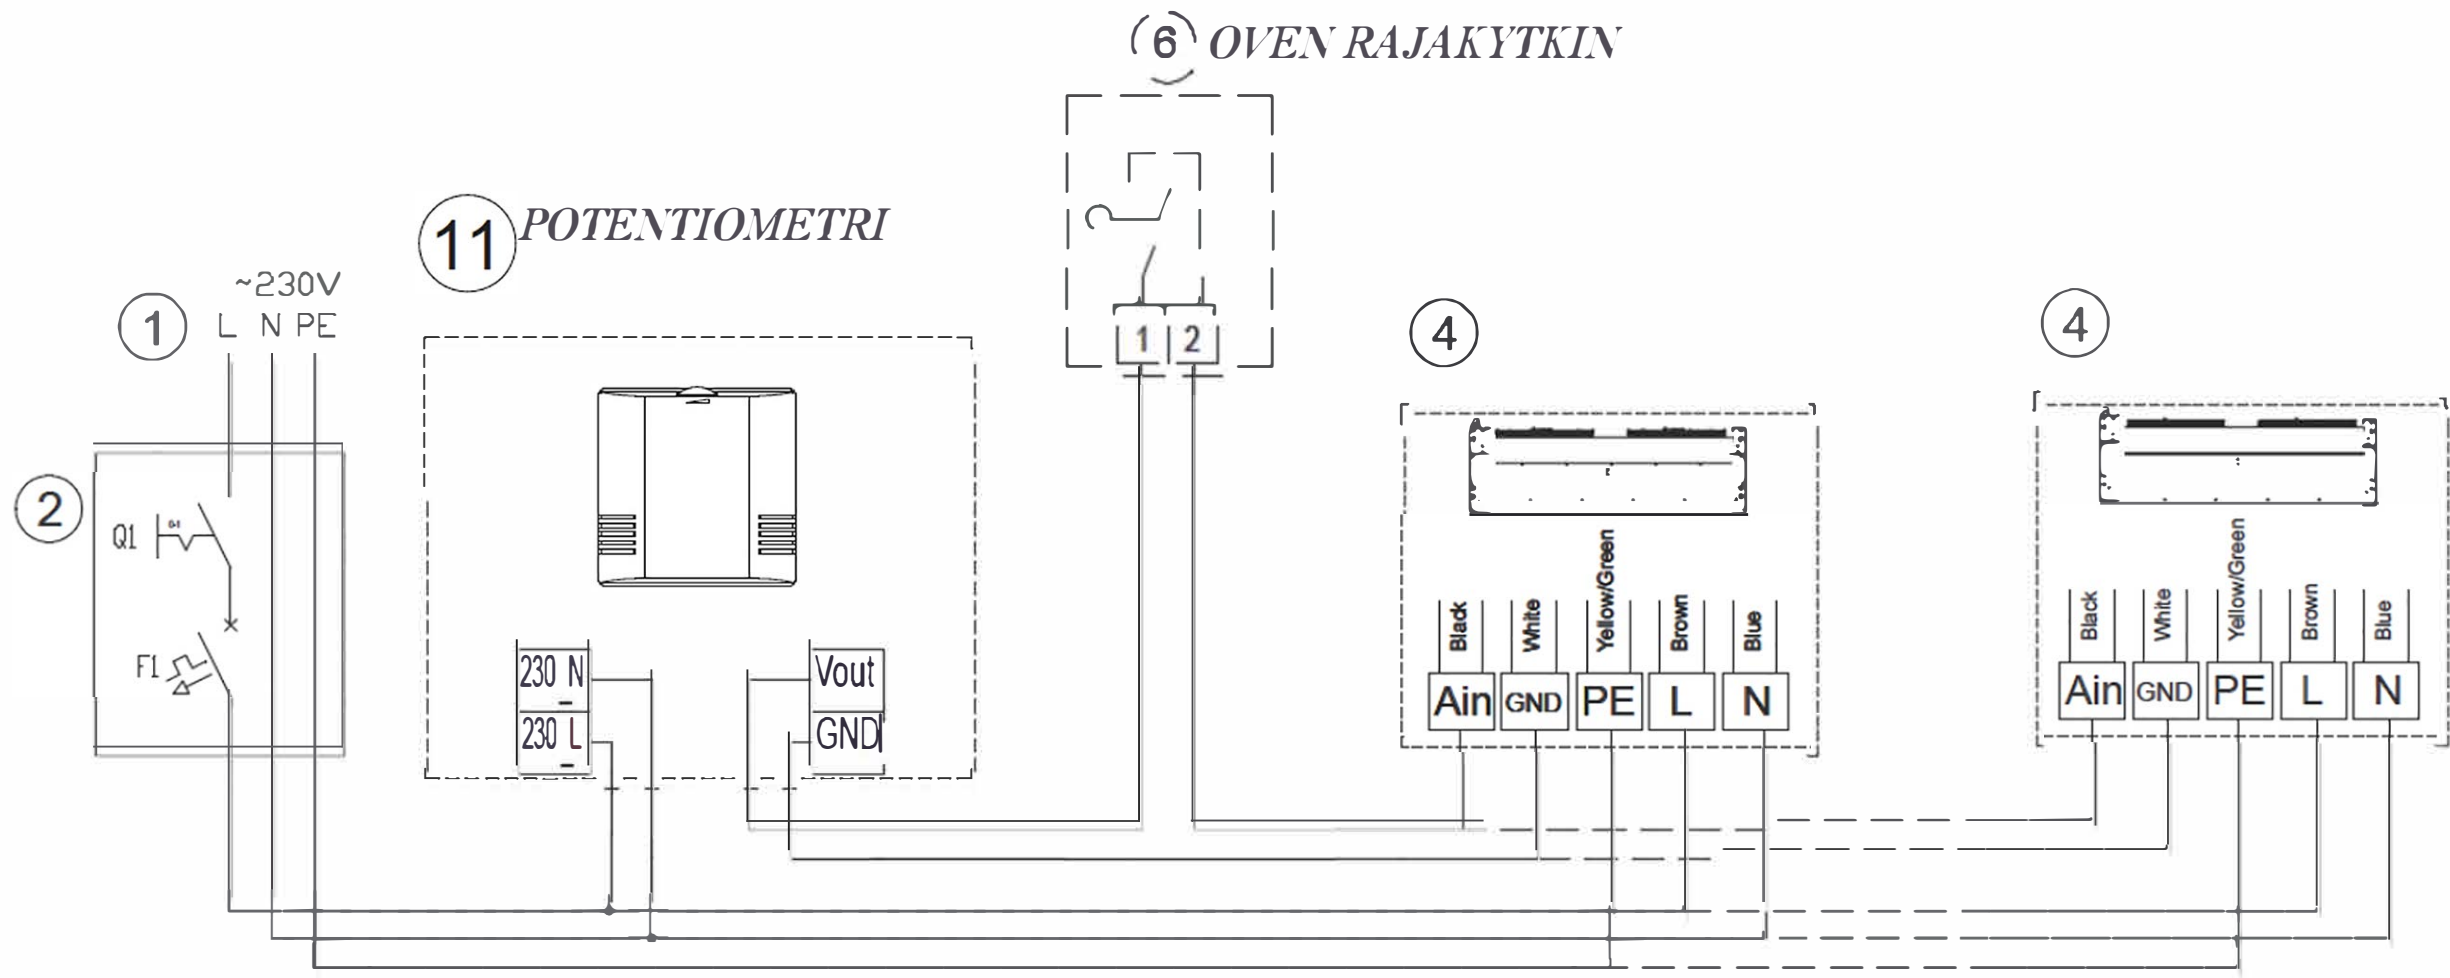 6 OVEN RAJAKYTKIN
11 POTENTIOMETRI
~230V
1 L N PE
1 2
4
4
2
Q1
F1
230 N
230 L
Vout
GND
Black White Yellow/Green Brown Blue
Ain GND PE L N
Black White Yellow/Green Brown Blue
Ain GND PE L N